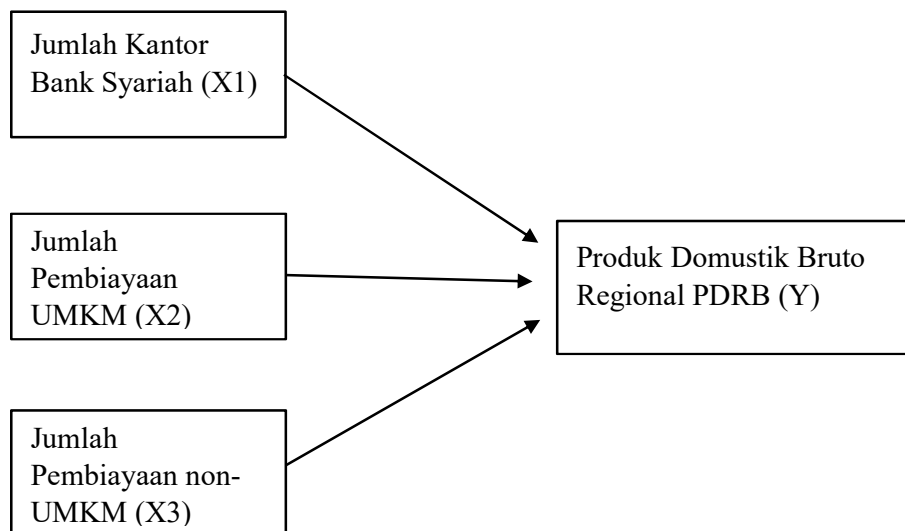 Jumlah Kantor
Bank Syariah (X1)
Jumlah
Pembiayaan
UMKM (X2)
Jumlah
Pembiayaan non-
UMKM (X3)
Produk Domustik Bruto
Regional PDRB (Y)